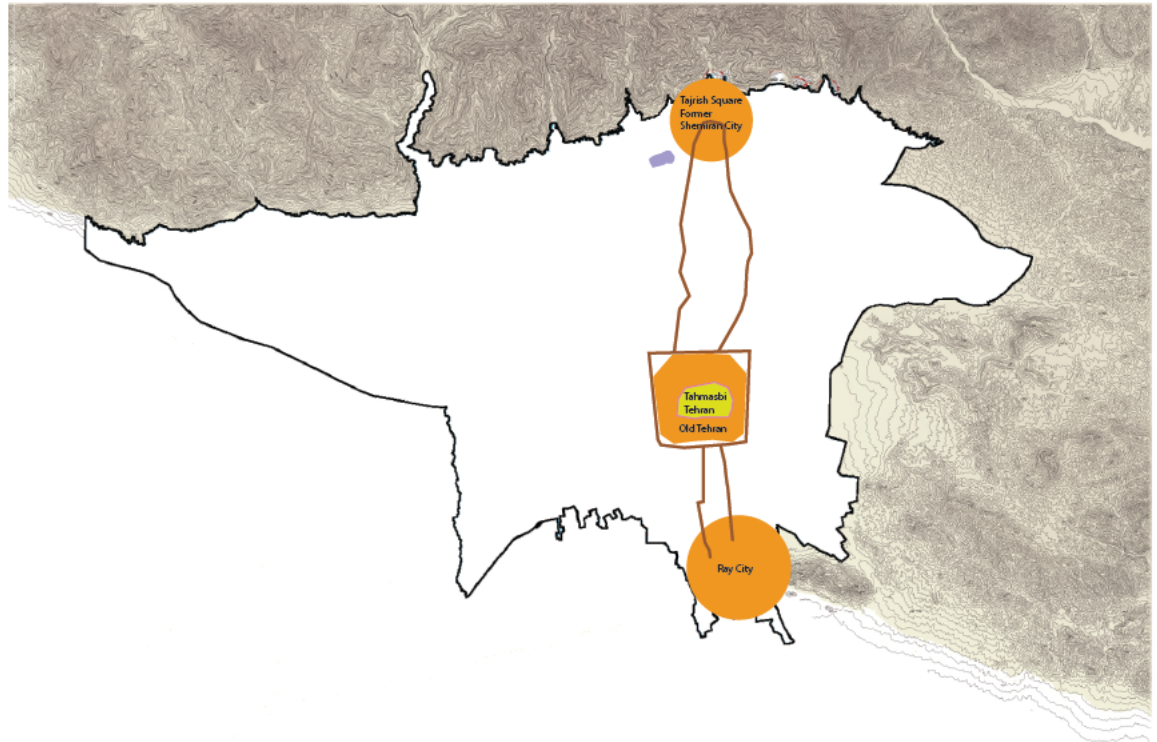 Tajrish Square
Former
Shemiran City
Tahmasbi
Tehran
Old Tehran
Ray City